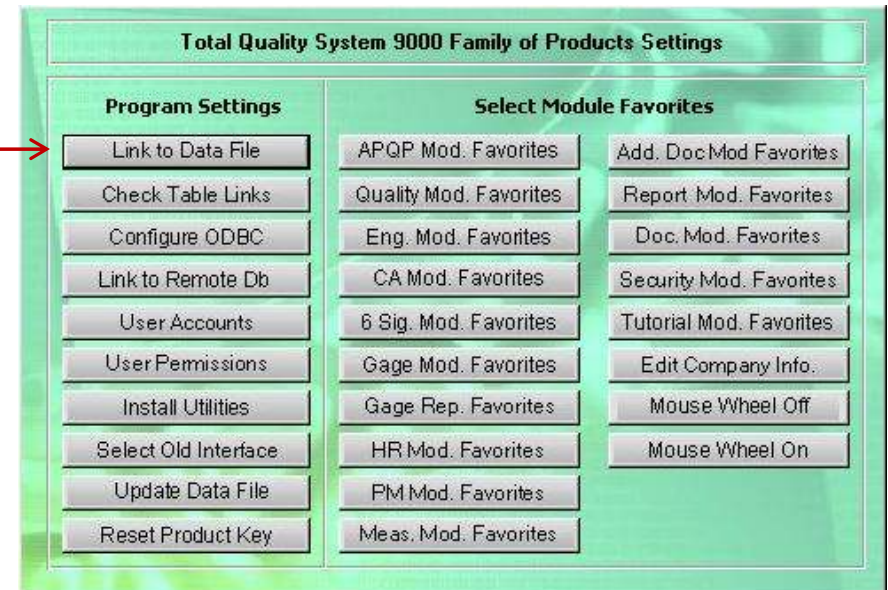 Total Quality System 9000 Family of Products Settings
Program Settings
Link to Data File
Check Table Links
Configure ODBC
Link to Remote Db
User Accounts
User Permissions
Install Utilities
Select Old Interface
Update Data File
Reset Product Key
Select Module Favorites
APQP Mod. Favorites
Quality Mod. Favorites
Eng. Mod. Favorites
CA Mod. Favorites
6 Sig. Mod. Favorites
Gage Mod. Favorites
Gage Rep. Favorites
HR Mod. Favorites
PM Mod. Favorites
Meas. Mod. Favorites
Add. Doc Mod Favorites
Report Mod. Favorites
Doc. Mod. Favorites
Security Mod. Favorites
Tutorial Mod. Favorites
Edit Company Info.
Mouse Wheel Off
Mouse Wheel On